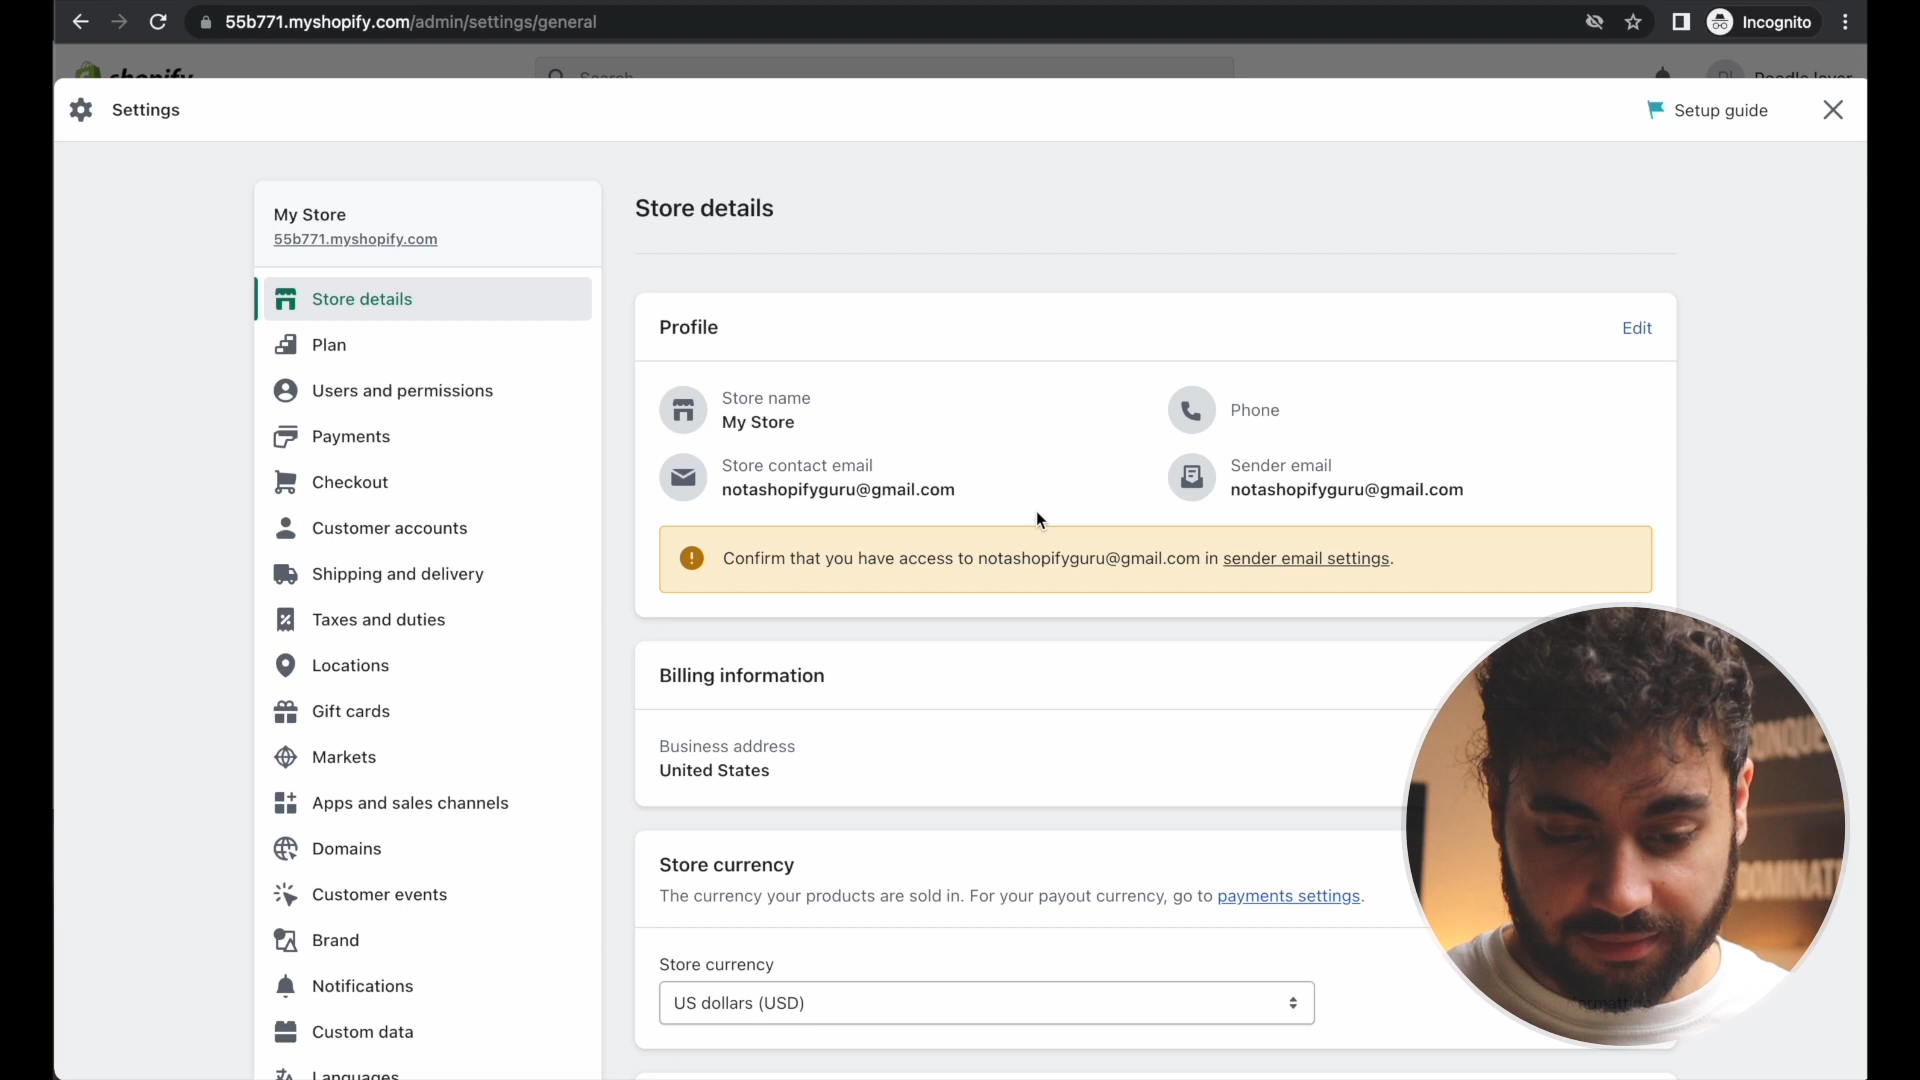 55b771.myshopify.com/admin/settings/general
Incognito
shopify
Search
Poodle lover
Settings
Setup guide
My Store
55b771.myshopify.com
Store details
Plan
Users and permissions
Payments
Checkout
Customer accounts
Shipping and delivery
Taxes and duties
Locations
Gift cards
Markets
Apps and sales channels
Domains
Customer events
Brand
Notifications
Custom data
Languages
Store details
Profile
Edit
Store name
My Store
Phone
Store contact email
notashopifyguru@gmail.com
Sender email
notashopifyguru@gmail.com
Confirm that you have access to notashopifyguru@gmail.com in sender email settings.
Billing information
Business address
United States
Store currency
The currency your products are sold in. For your payout currency, go to payments settings.
Store currency
US dollars (USD)